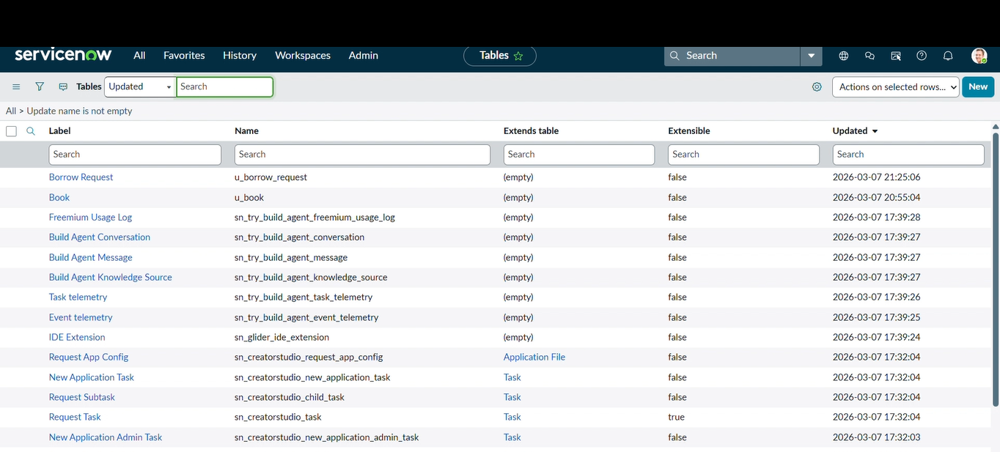 servicenow All Favorites History Workspaces Admin Tables Search
Tables Updated Search Actions on selected rows... New
All > Update name is not empty
Label Name Extends table Extensible Updated
Search Search Search Search Search
Borrow Request u_borrow_request (empty) false 2026-03-07 21:25:06
Book u_book (empty) false 2026-03-07 20:55:04
Freemium Usage Log sn_try_build_agent_freemium_usage_log (empty) false 2026-03-07 17:39:28
Build Agent Conversation sn_try_build_agent_conversation (empty) false 2026-03-07 17:39:27
Build Agent Message sn_try_build_agent_message (empty) false 2026-03-07 17:39:27
Build Agent Knowledge Source sn_try_build_agent_knowledge_source (empty) false 2026-03-07 17:39:27
Task telemetry sn_try_build_agent_task_telemetry (empty) false 2026-03-07 17:39:26
Event telemetry sn_try_build_agent_event_telemetry (empty) false 2026-03-07 17:39:25
IDE Extension sn_glider_ide_extension (empty) false 2026-03-07 17:39:24
Request App Config sn_creatorstudio_request_app_config Application File false 2026-03-07 17:32:04
New Application Task sn_creatorstudio_new_application_task Task false 2026-03-07 17:32:04
Request Subtask sn_creatorstudio_child_task Task false 2026-03-07 17:32:04
Request Task sn_creatorstudio_task Task true 2026-03-07 17:32:04
New Application Admin Task sn_creatorstudio_new_application_admin_task Task false 2026-03-07 17:32:03